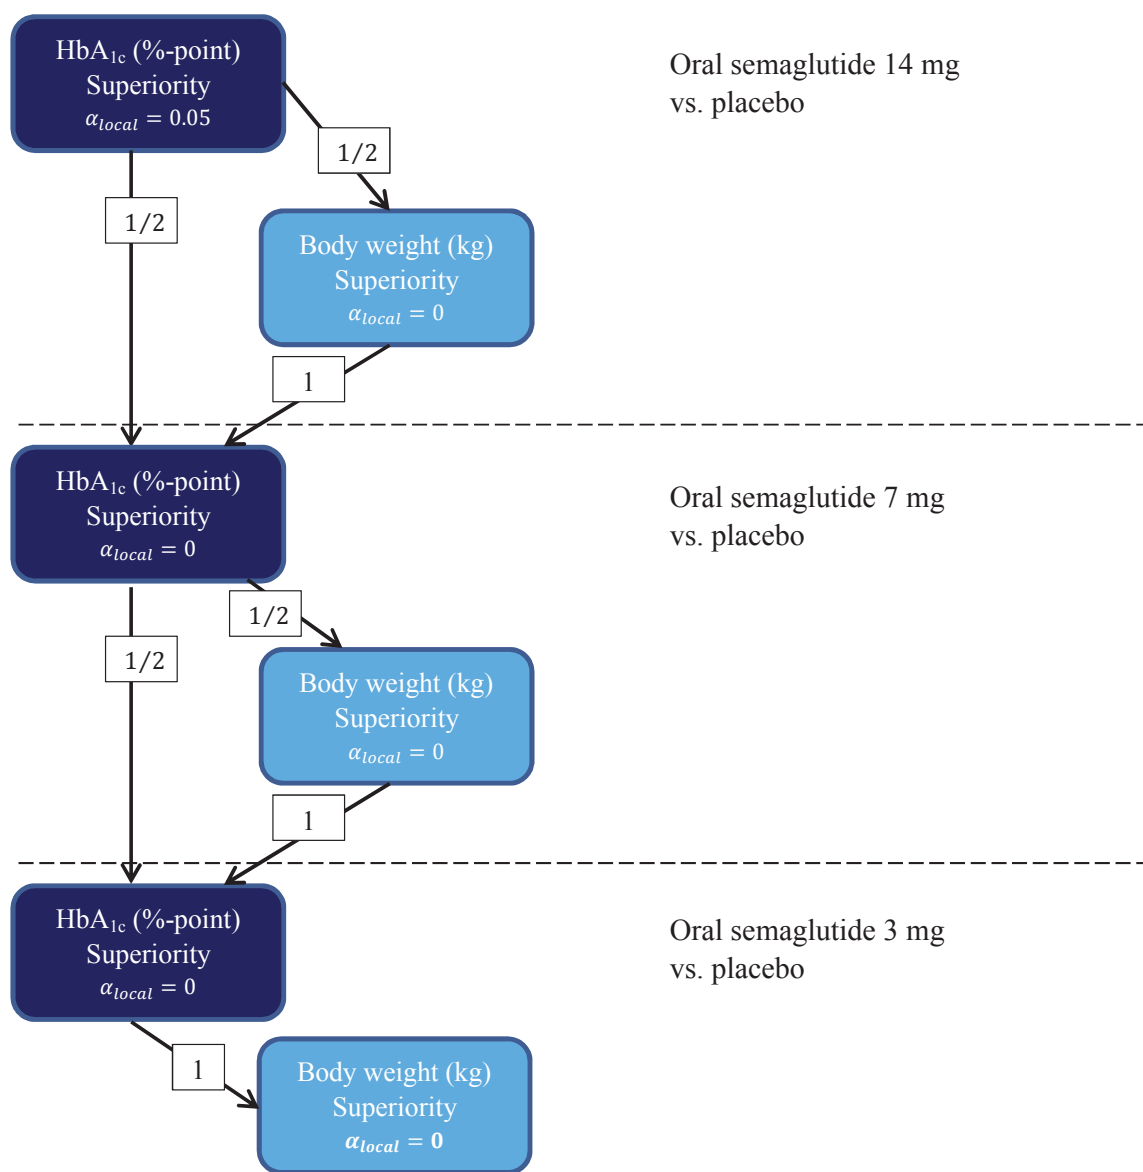 HbA1c (%-point)
Superiority
αlocal = 0.05
Oral semaglutide 14 mg
vs. placebo
1/2
1/2
Body weight (kg)
Superiority
αlocal = 0
1
HbA1c (%-point)
Superiority
αlocal = 0
Oral semaglutide 7 mg
vs. placebo
1/2
1/2
Body weight (kg)
Superiority
αlocal = 0
1
HbA1c (%-point)
Superiority
αlocal = 0
Oral semaglutide 3 mg
vs. placebo
1
Body weight (kg)
Superiority
αlocal = 0